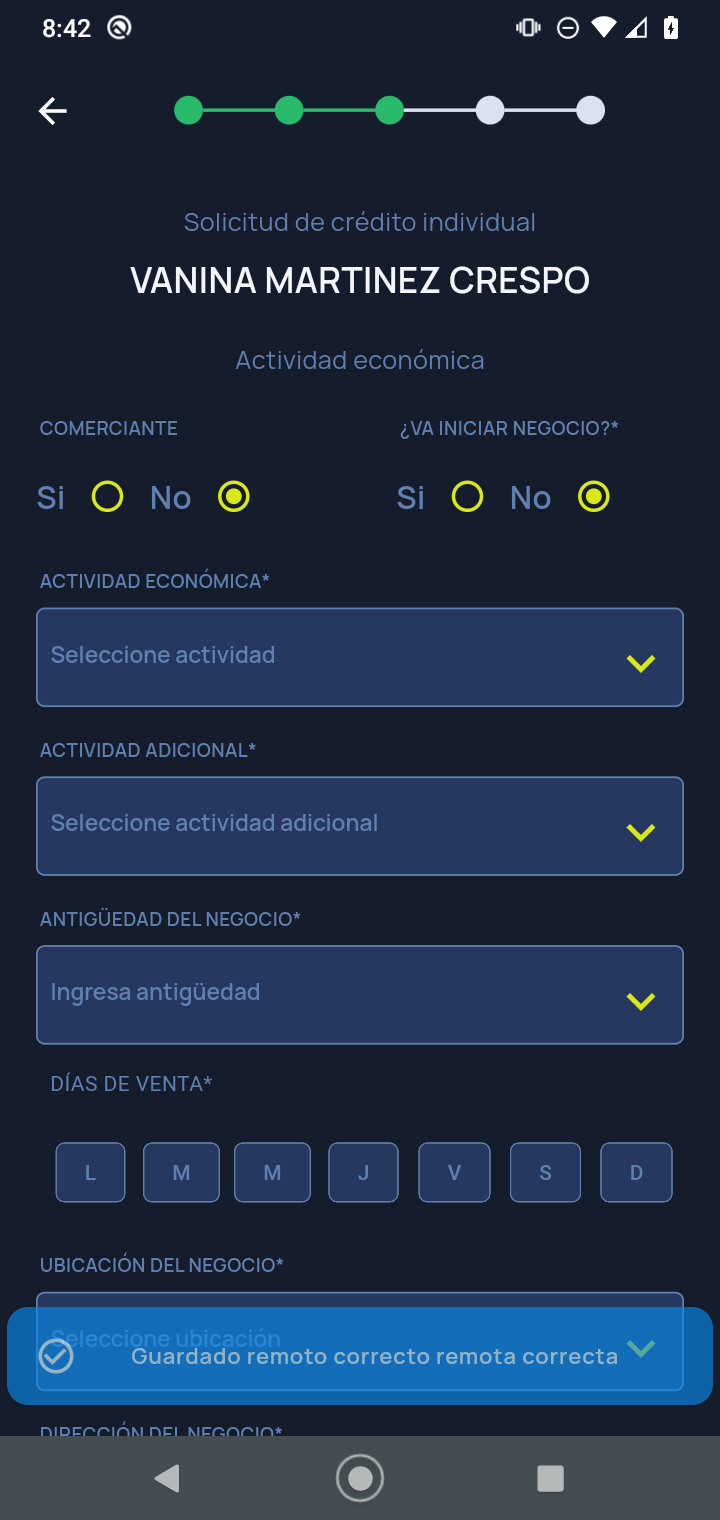 8:42
Solicitud de crédito individual
VANINA MARTINEZ CRESPO
Actividad económica
COMERCIANTE ¿VA INICIAR NEGOCIO?*
Si No Si No
ACTIVIDAD ECONÓMICA*
Seleccione actividad
ACTIVIDAD ADICIONAL*
Seleccione actividad adicional
ANTIGÜEDAD DEL NEGOCIO*
Ingresa antigüedad
DÍAS DE VENTA*
L M M J V S D
UBICACIÓN DEL NEGOCIO*
Seleccione ubicación
Guardado remoto correcto remota correcta
DIRECCIÓN DEL NEGOCIO*